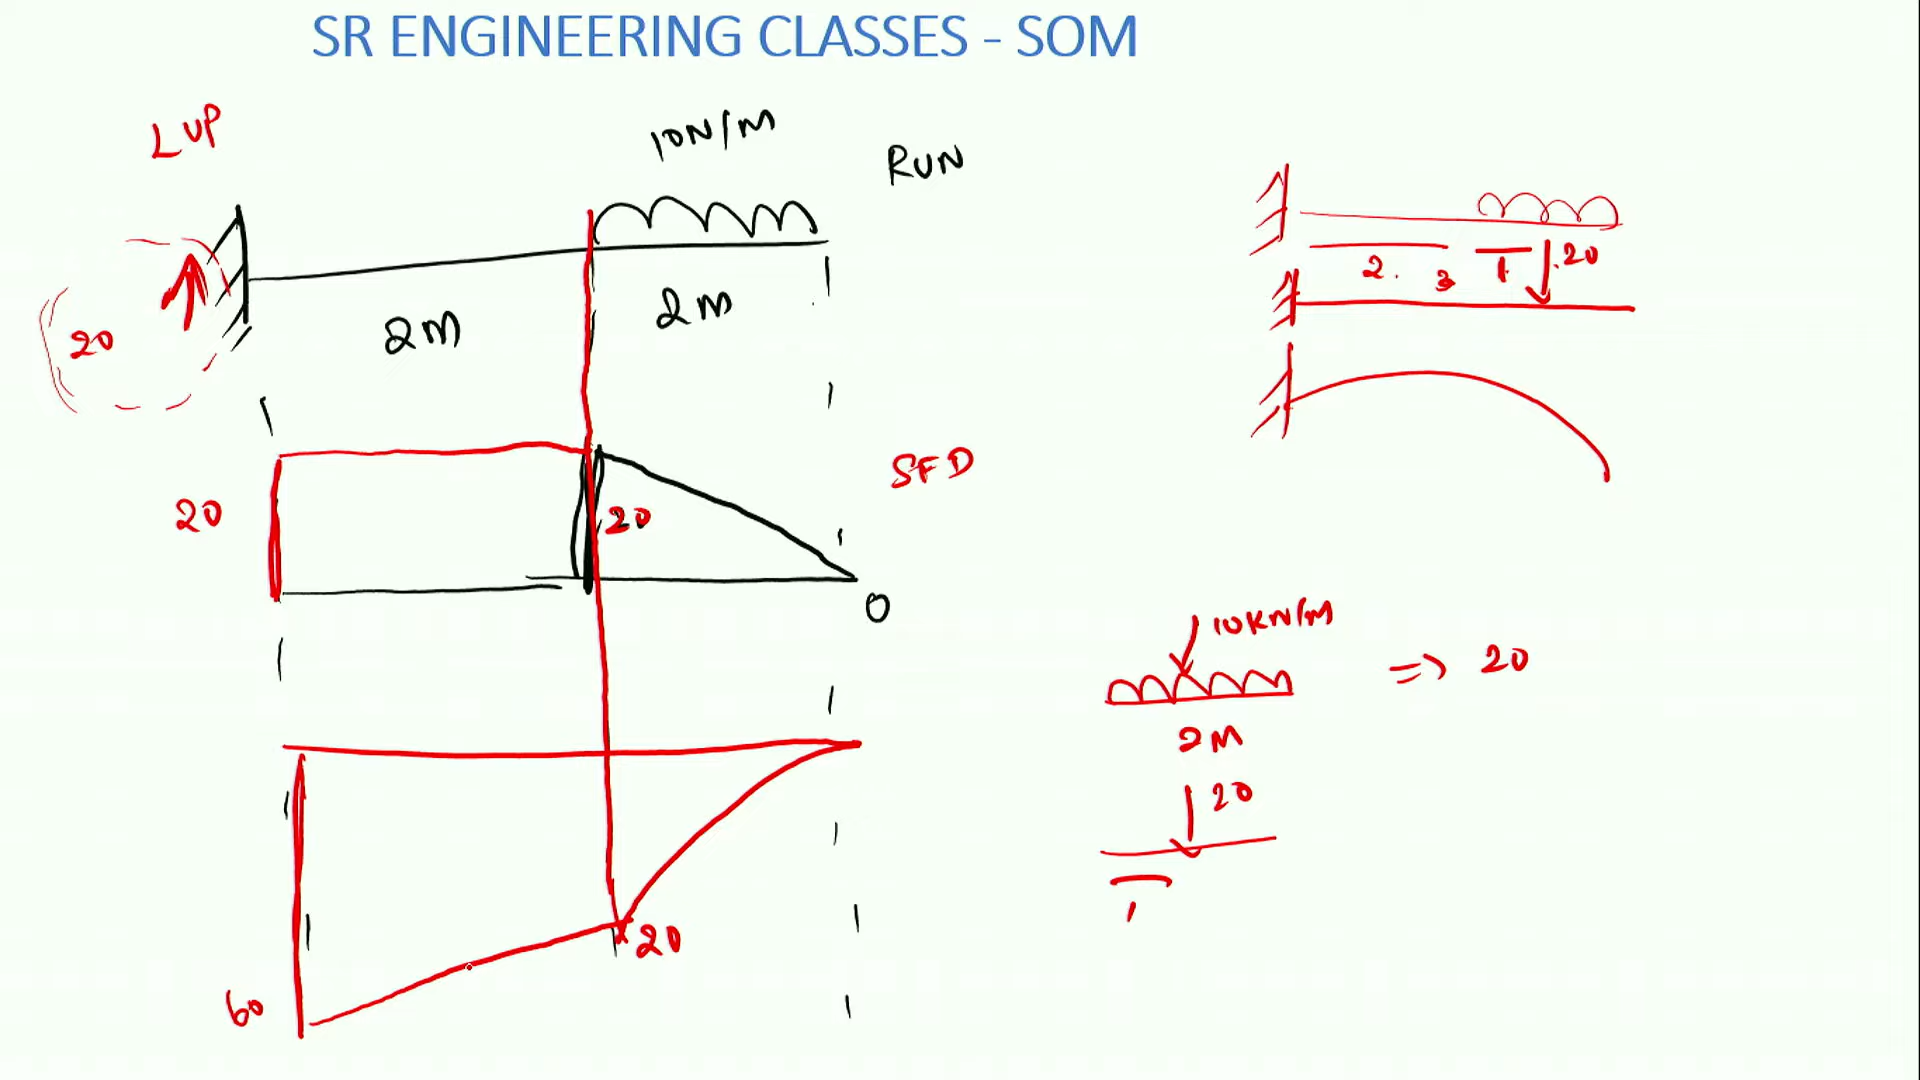 SR ENGINEERING CLASSES - SOM
LUP
10N/M
RUN
20
2M
2M
20
20
SFD
0
20
60
2. 3 1 20
10KN/M
=> 20
2M
20
1